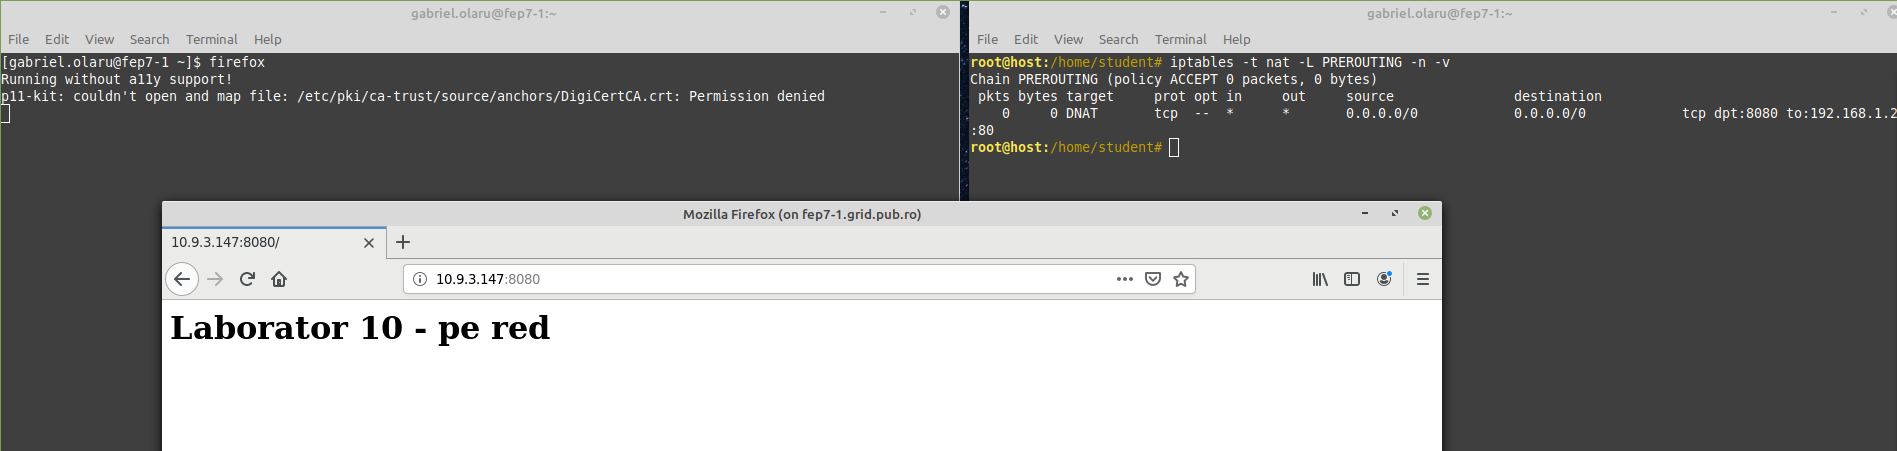 gabriel.olaru@fep7-1:~
File Edit View Search Terminal Help
[gabriel.olaru@fep7-1 ~]$ firefox
Running without a11y support!
p11-kit: couldn't open and map file: /etc/pki/ca-trust/source/anchors/DigiCertCA.crt: Permission denied
gabriel.olaru@fep7-1:~
File Edit View Search Terminal Help
root@host:/home/student# iptables -t nat -L PREROUTING -n -v
Chain PREROUTING (policy ACCEPT 0 packets, 0 bytes)
pkts bytes target prot opt in out source destination
0 0 DNAT tcp -- * * 0.0.0.0/0 0.0.0.0/0 tcp dpt:8080 to:192.168.1.2
:80
root@host:/home/student#
Mozilla Firefox (on fep7-1.grid.pub.ro)
10.9.3.147:8080/
10.9.3.147:8080
Laborator 10 - pe red